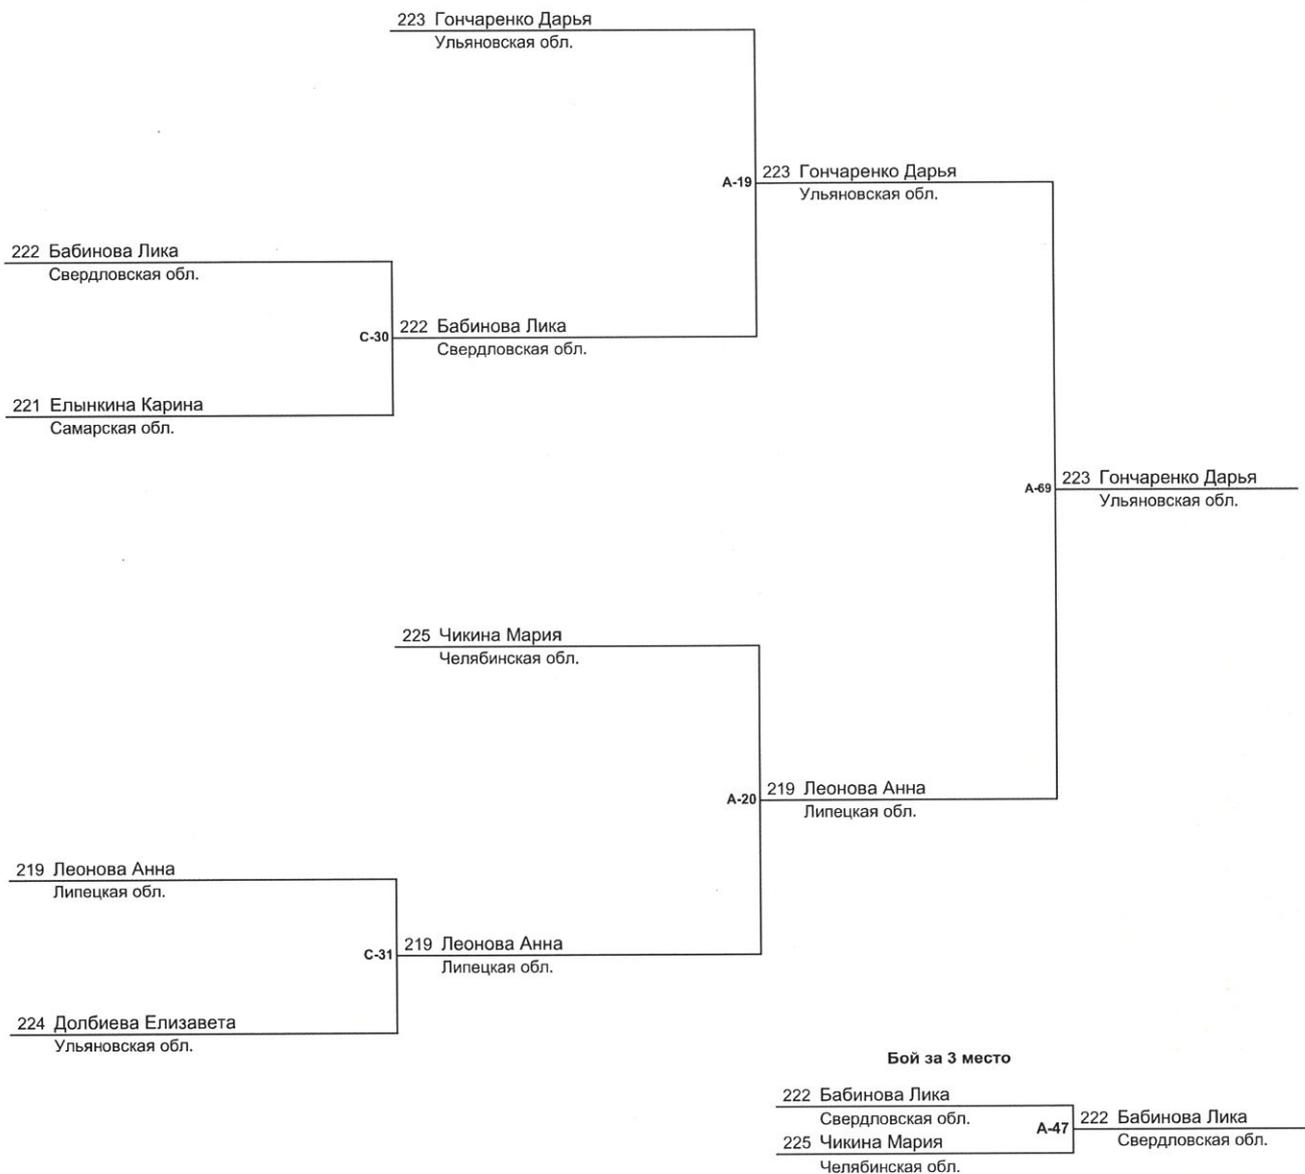 223 Гончаренко Дарья
Ульяновская обл.
А-19
223 Гончаренко Дарья
Ульяновская обл.
222 Бабинова Лика
Свердловская обл.
С-30
222 Бабинова Лика
Свердловская обл.
221 Елынкина Карина
Самарская обл.
А-69
223 Гончаренко Дарья
Ульяновская обл.
225 Чикина Мария
Челябинская обл.
А-20
219 Леонова Анна
Липецкая обл.
219 Леонова Анна
Липецкая обл.
С-31
219 Леонова Анна
Липецкая обл.
224 Долбиева Елизавета
Ульяновская обл.
Бой за 3 место
222 Бабинова Лика
Свердловская обл.
А-47
222 Бабинова Лика
Свердловская обл.
225 Чикина Мария
Челябинская обл.